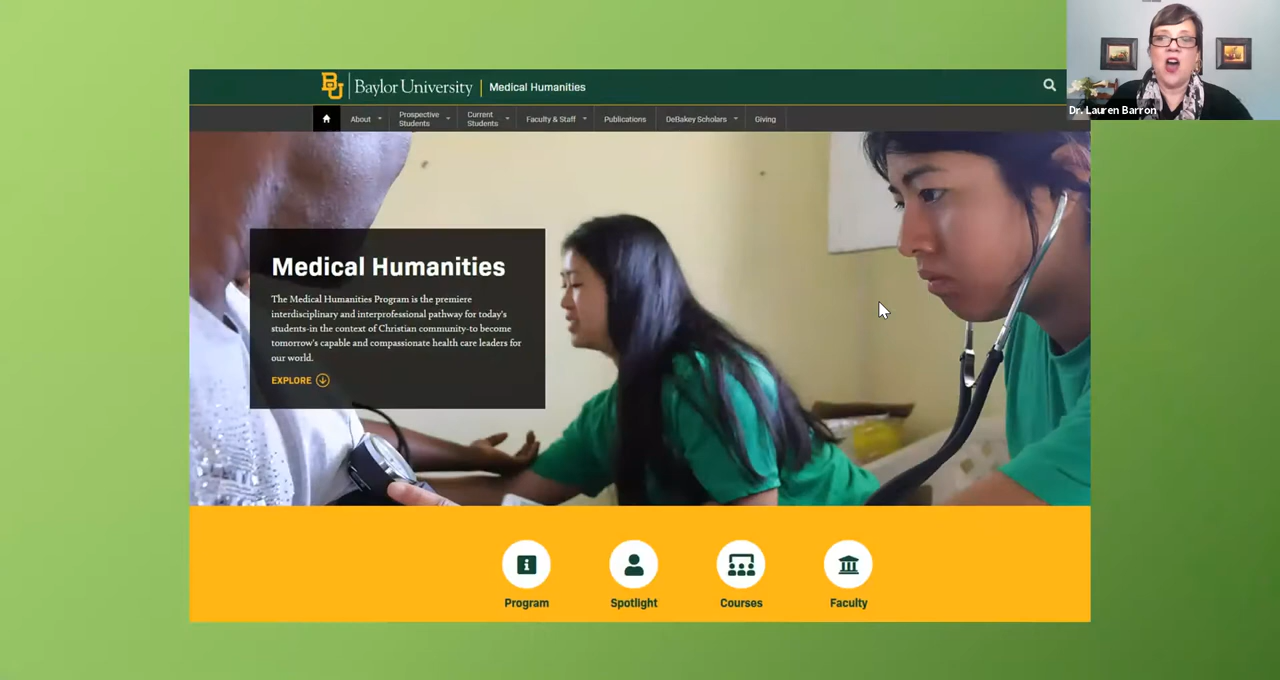 BU Baylor University | Medical Humanities
Dr. Lauren Barron
About
Prospective
Students
Current
Students
Faculty & Staff
Publications
DeBakey Scholars
Giving
Medical Humanities
The Medical Humanities Program is the premiere
interdisciplinary and interprofessional pathway for today's
students-in the context of Christian community-to become
tomorrow's capable and compassionate health care leaders for
our world.
EXPLORE
Program
Spotlight
Courses
Faculty